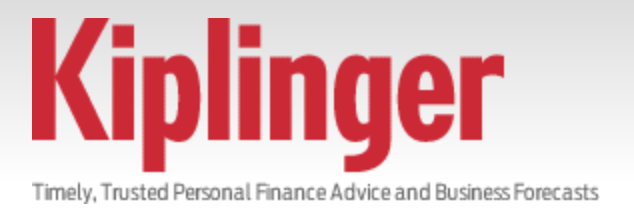 Kiplinger
Timely, Trusted Personal Finance Advice and Business Forecasts